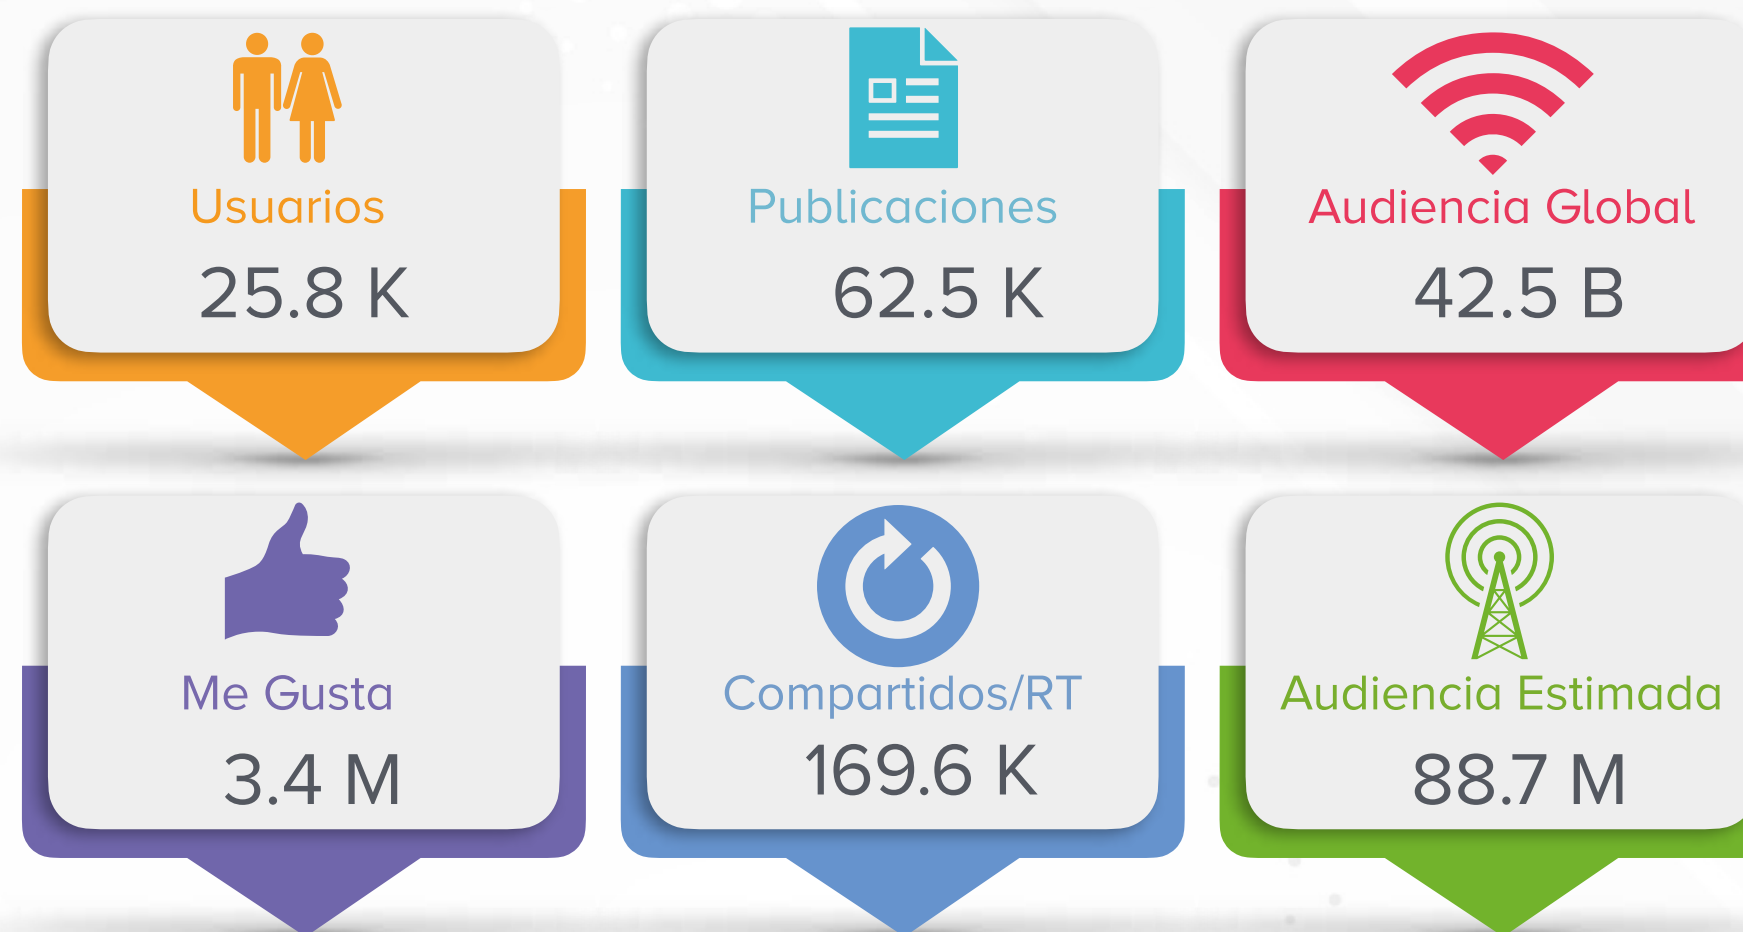 Usuarios
25.8 K
Publicaciones
62.5 K
Audiencia Global
42.5 B
Me Gusta
3.4 M
Compartidos/RT
169.6 K
Audiencia Estimada
88.7 M